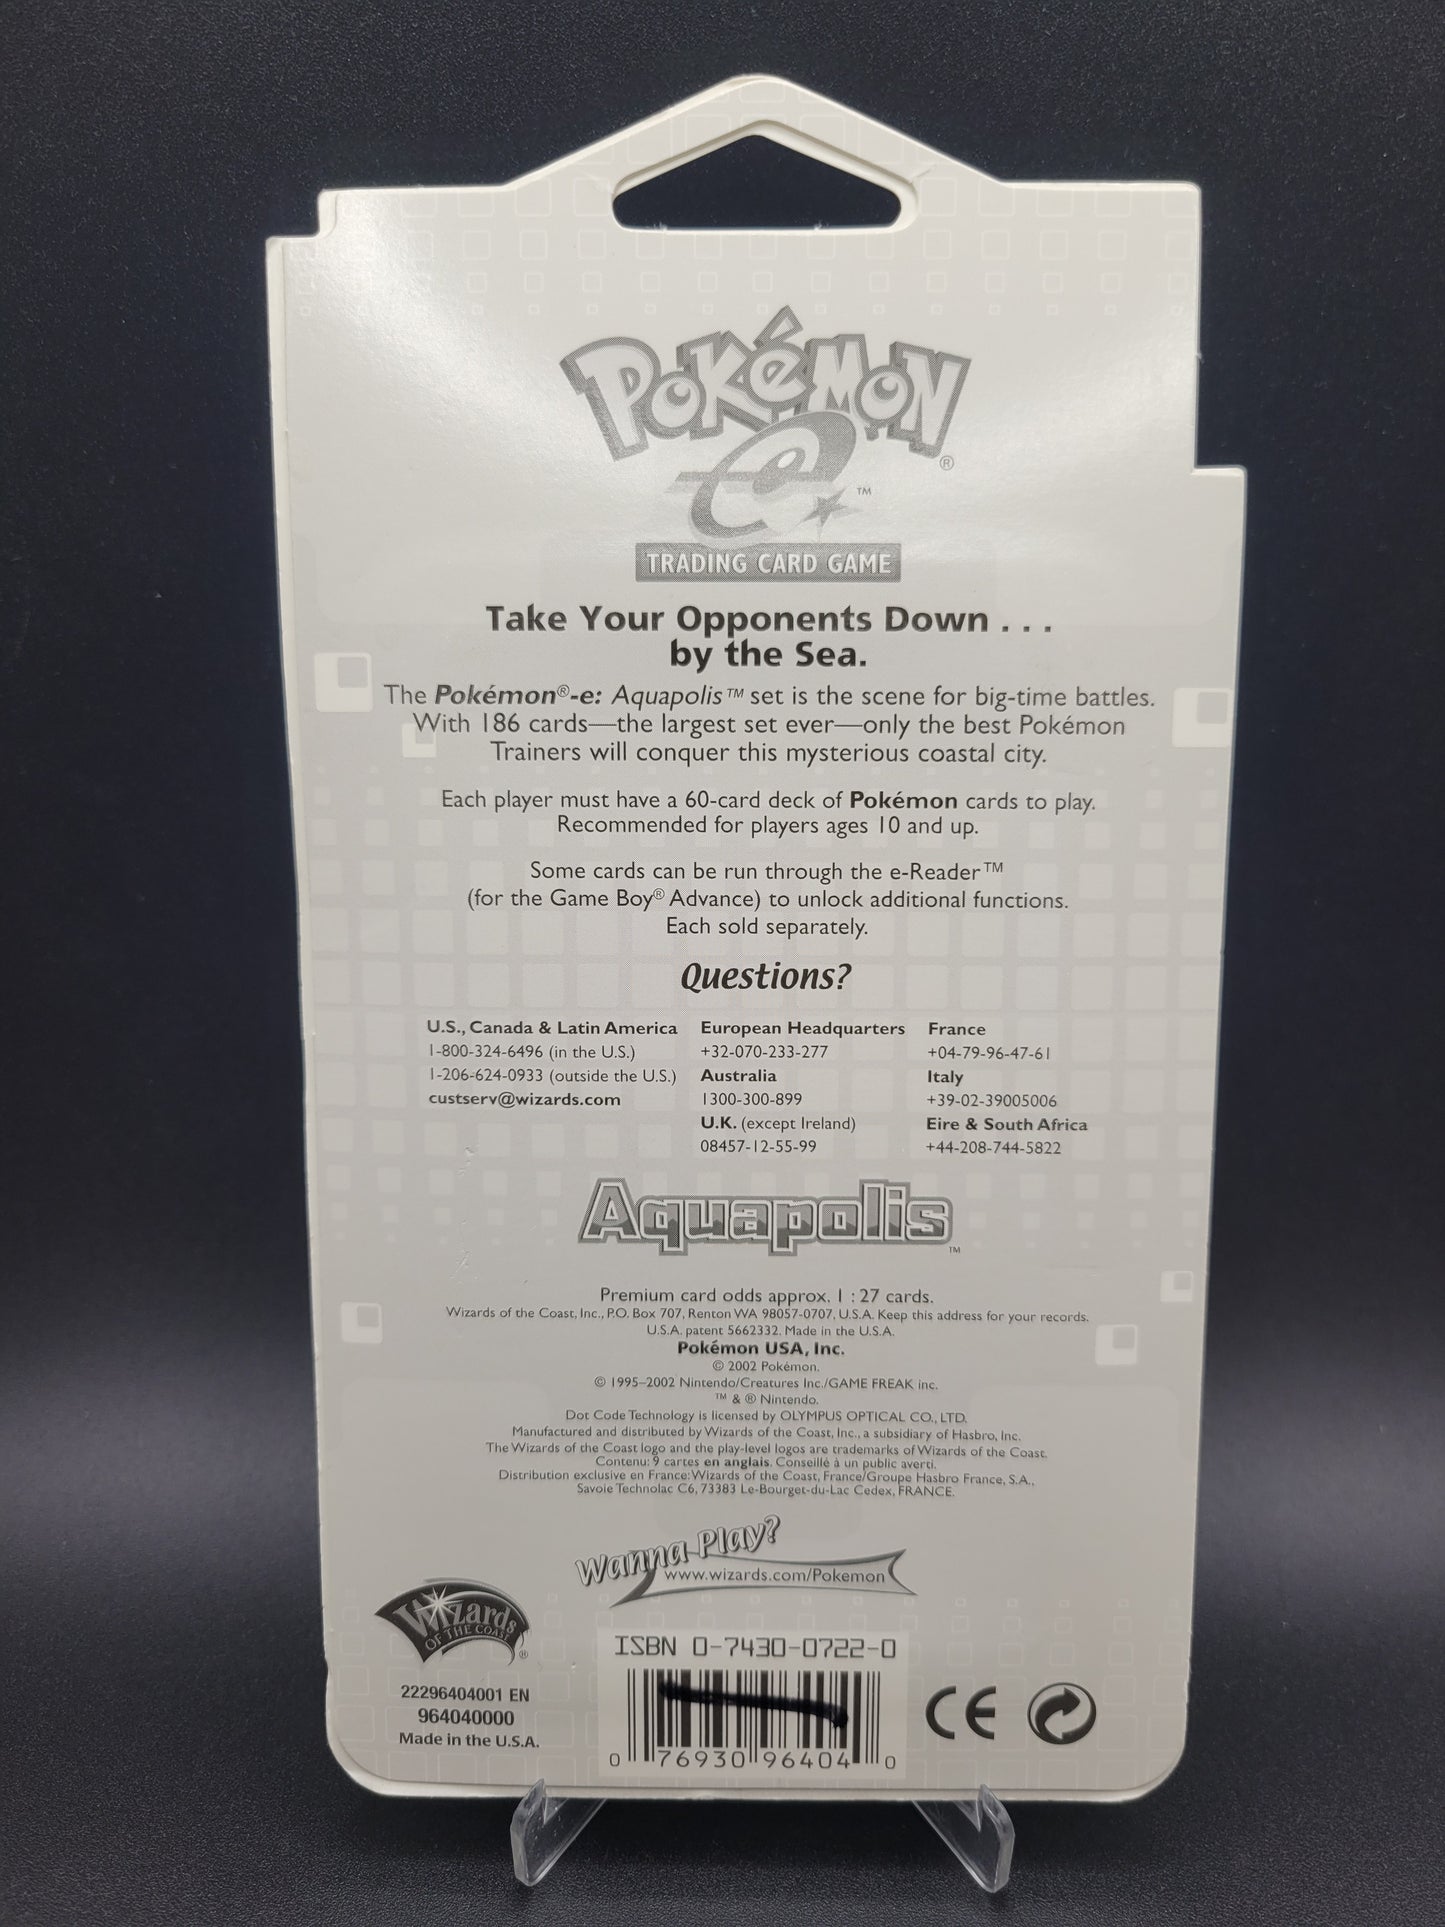 POKéMON ®
e ™
TRADING CARD GAME
Take Your Opponents Down . . .
by the Sea.
The Pokémon®-e: Aquapolis™ set is the scene for big-time battles.
With 186 cards—the largest set ever—only the best Pokémon
Trainers will conquer this mysterious coastal city.
Each player must have a 60-card deck of Pokémon cards to play.
Recommended for players ages 10 and up.
Some cards can be run through the e-Reader™
(for the Game Boy® Advance) to unlock additional functions.
Each sold separately.
Questions?
U.S., Canada & Latin America
1-800-324-6496 (in the U.S.)
1-206-624-0933 (outside the U.S.)
custserv@wizards.com
European Headquarters
+32-070-233-277
Australia
1300-300-899
U.K. (except Ireland)
08457-12-55-99
France
+04-79-96-47-61
Italy
+39-02-39005006
Eire & South Africa
+44-208-744-5822
Aquapolis ™
Premium card odds approx. 1 : 27 cards.
Wizards of the Coast, Inc., P.O. Box 707, Renton WA 98057-0707, U.S.A. Keep this address for your records.
U.S.A. patent 5662332. Made in the U.S.A.
Pokémon USA, Inc.
© 2002 Pokémon.
© 1995–2002 Nintendo/Creatures Inc./GAME FREAK inc.
™ & ® Nintendo.
Dot Code Technology is licensed by OLYMPUS OPTICAL CO., LTD.
Manufactured and distributed by Wizards of the Coast, Inc., a subsidiary of Hasbro, Inc.
The Wizards of the Coast logo and the play-level logos are trademarks of Wizards of the Coast.
Contenu: 9 cartes en anglais. Conseillé à un public averti.
Distribution exclusive en France: Wizards of the Coast, France/Groupe Hasbro France, S.A.,
Savoie Technolac C6, 73383 Le-Bourget-du-Lac Cedex, FRANCE.
Wanna Play?
www.wizards.com/Pokemon
Wizards
OF THE COAST ®
22296404001 EN
964040000
Made in the U.S.A.
ISBN 0-7430-0722-0
0 76930 96404 0
CE